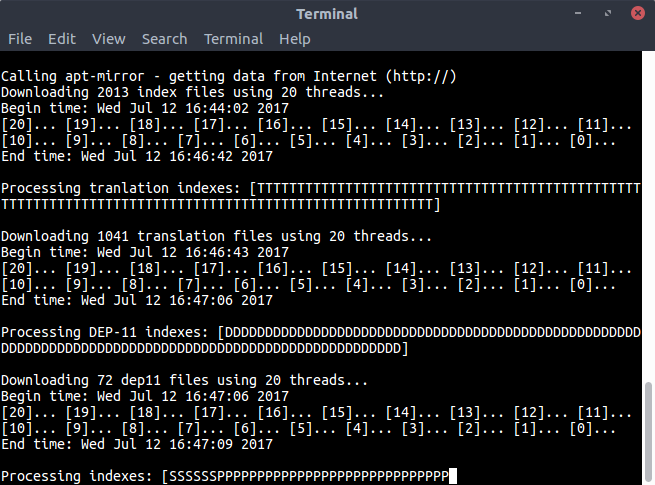 Terminal
File Edit View Search Terminal Help
Calling apt-mirror - getting data from Internet (http://)
Downloading 2013 index files using 20 threads...
Begin time: Wed Jul 12 16:44:02 2017
[20]... [19]... [18]... [17]... [16]... [15]... [14]... [13]... [12]... [11]...
[10]... [9]... [8]... [7]... [6]... [5]... [4]... [3]... [2]... [1]... [0]...
End time: Wed Jul 12 16:46:42 2017
Processing tranlation indexes: [TTTTTTTTTTTTTTTTTTTTTTTTTTTTTTTTTTTTTTTTTTTTTTTT
TTTTTTTTTTTTTTTTTTTTTTTTTTTTTTTTTTTTTTTTTTTTTTTTTTTTTT]
Downloading 1041 translation files using 20 threads...
Begin time: Wed Jul 12 16:46:43 2017
[20]... [19]... [18]... [17]... [16]... [15]... [14]... [13]... [12]... [11]...
[10]... [9]... [8]... [7]... [6]... [5]... [4]... [3]... [2]... [1]... [0]...
End time: Wed Jul 12 16:47:06 2017
Processing DEP-11 indexes: [DDDDDDDDDDDDDDDDDDDDDDDDDDDDDDDDDDDDDDDDDDDDDDDDDDDD
DDDDDDDDDDDDDDDDDDDDDDDDDDDDDDDDDDDDDDDDDDDDDDDDDD]
Downloading 72 dep11 files using 20 threads...
Begin time: Wed Jul 12 16:47:06 2017
[20]... [19]... [18]... [17]... [16]... [15]... [14]... [13]... [12]... [11]...
[10]... [9]... [8]... [7]... [6]... [5]... [4]... [3]... [2]... [1]... [0]...
End time: Wed Jul 12 16:47:09 2017
Processing indexes: [SSSSSSPPPPPPPPPPPPPPPPPPPPPPPPPPPPP